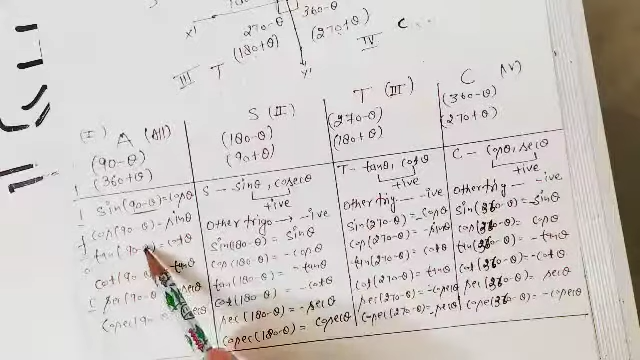 360-θ
X' 270-θ (270+θ)
III T (180+θ) IV C...
Y'
(I) A (All) S (II) T (III) C (IV)
(90-θ) (180-θ) (270-θ) (360-θ)
(360+θ) (90+θ) (180+θ) (270+θ)
S - sinθ, cosecθ T - tanθ, cotθ C - cosθ, secθ
+ive +ive +ive
sin(90-θ) = cosθ Other trigo → -ive Other trig -ive Other trig -ive
cos(90-θ) = sinθ sin(180-θ) = sinθ sin(270-θ) = -cosθ sin(360-θ) = -sinθ
tan(90-θ) = cotθ cos(180-θ) = -cosθ cos(270-θ) = -sinθ cos(360-θ) = cosθ
cot(90 tanθ tan(180-θ) = -tanθ tan(270-θ) = cotθ tan(360-θ) = -tanθ
sec(90-θ) cot(180-θ) = -cotθ cot(270-θ) = tanθ cot(360-θ) = -cotθ
cosec(90-θ) secθ sec(180-θ) = -secθ sec(270-θ) = -cosecθ sec(360-θ) = secθ
cosec(180-θ) = cosecθ cosec(270-θ) = -secθ cosec(360-θ) = -cosecθ